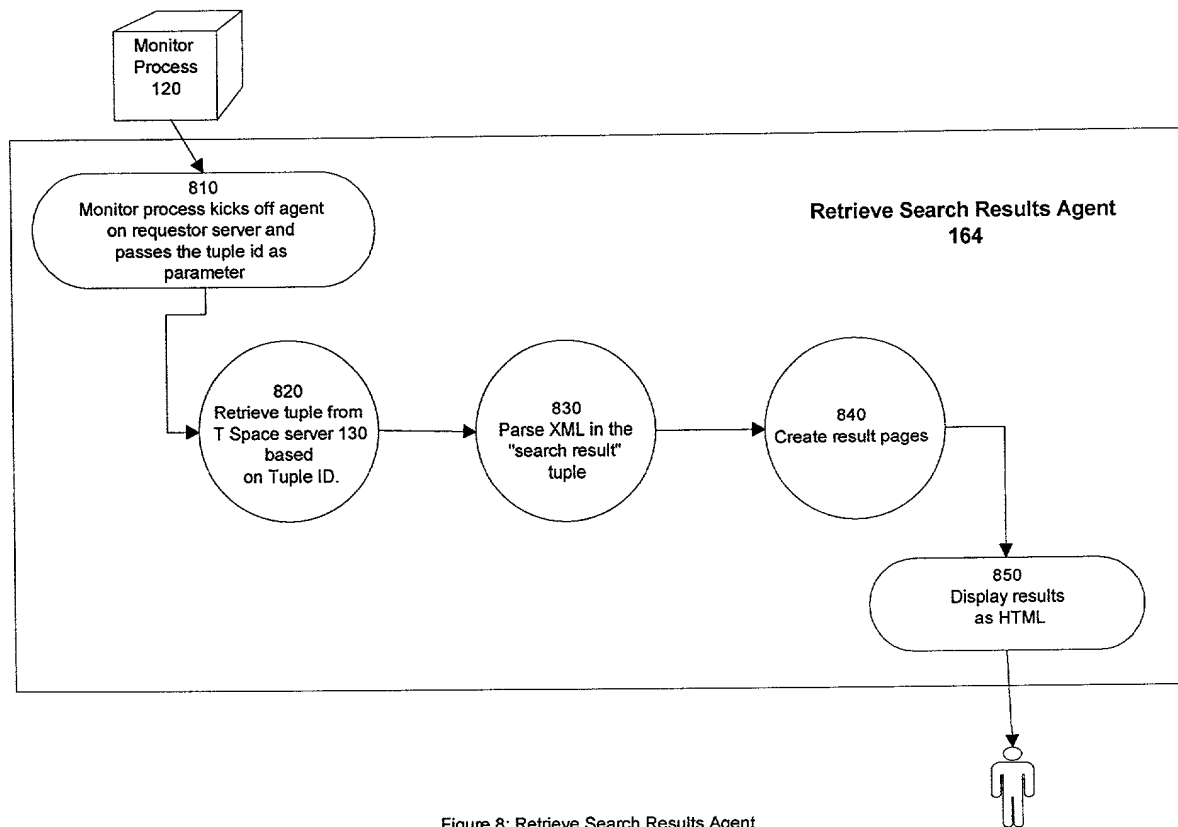 Monitor
Process
120
810
Monitor process kicks off agent
on requestor server and
passes the tuple id as
parameter
Retrieve Search Results Agent
164
820
Retrieve tuple from
T Space server 130
based
on Tuple ID.
830
Parse XML in the
"search result"
tuple
840
Create result pages
850
Display results
as HTML
Figure 8: Retrieve Search Results Agent